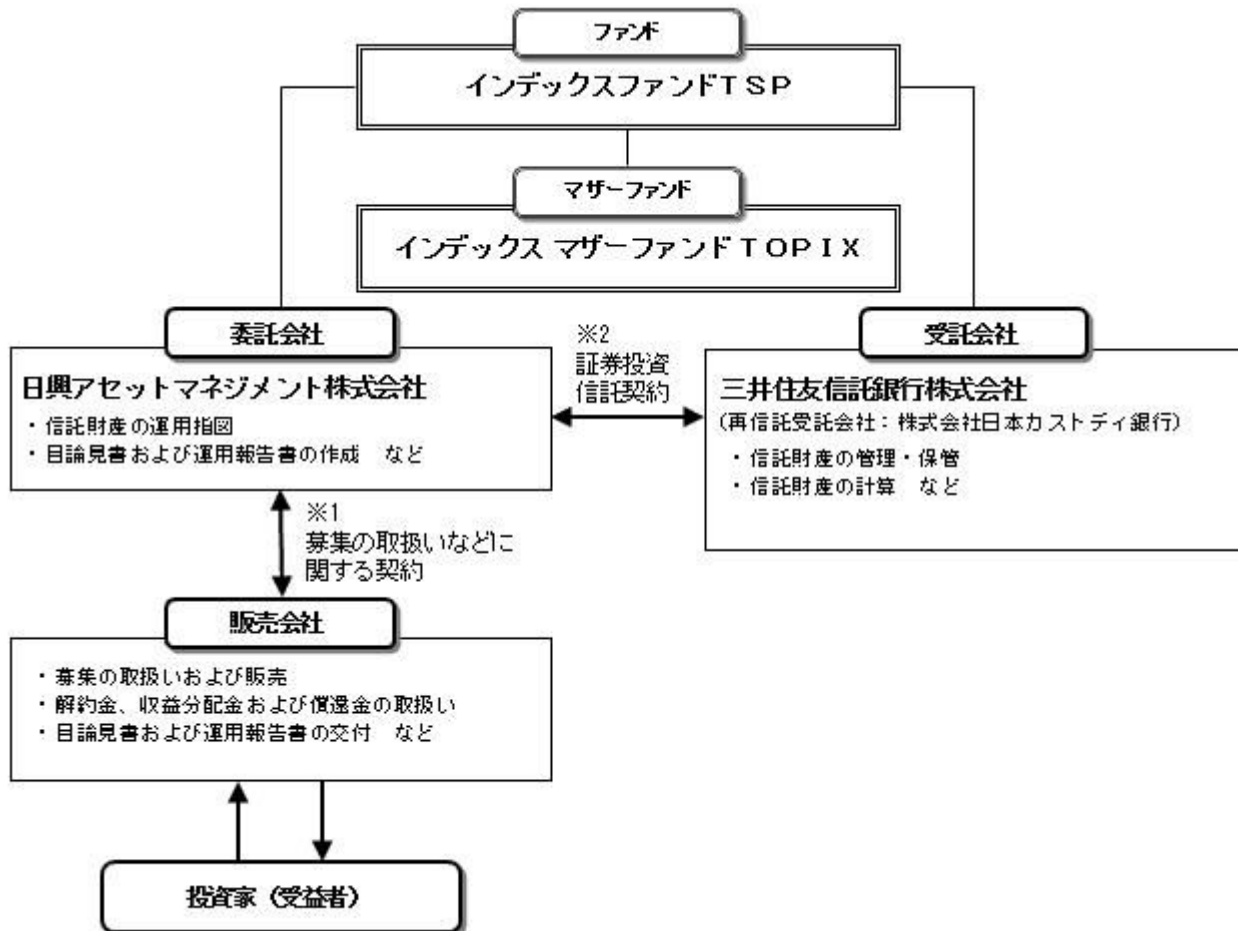 ファンド
インデックスファンドTSP
マザーファンド
インデックス マザーファンドTOPIX
委託会社
日興アセットマネジメント株式会社
・信託財産の運用指図
・目論見書および運用報告書の作成　など
※2
証券投資
信託契約
受託会社
三井住友信託銀行株式会社
(再信託受託会社：株式会社日本カストディ銀行)
・信託財産の管理・保管
・信託財産の計算　など
※1
募集の取扱いなどに
関する契約
販売会社
・募集の取扱いおよび販売
・解約金、収益分配金および償還金の取扱い
・目論見書および運用報告書の交付　など
投資家（受益者）